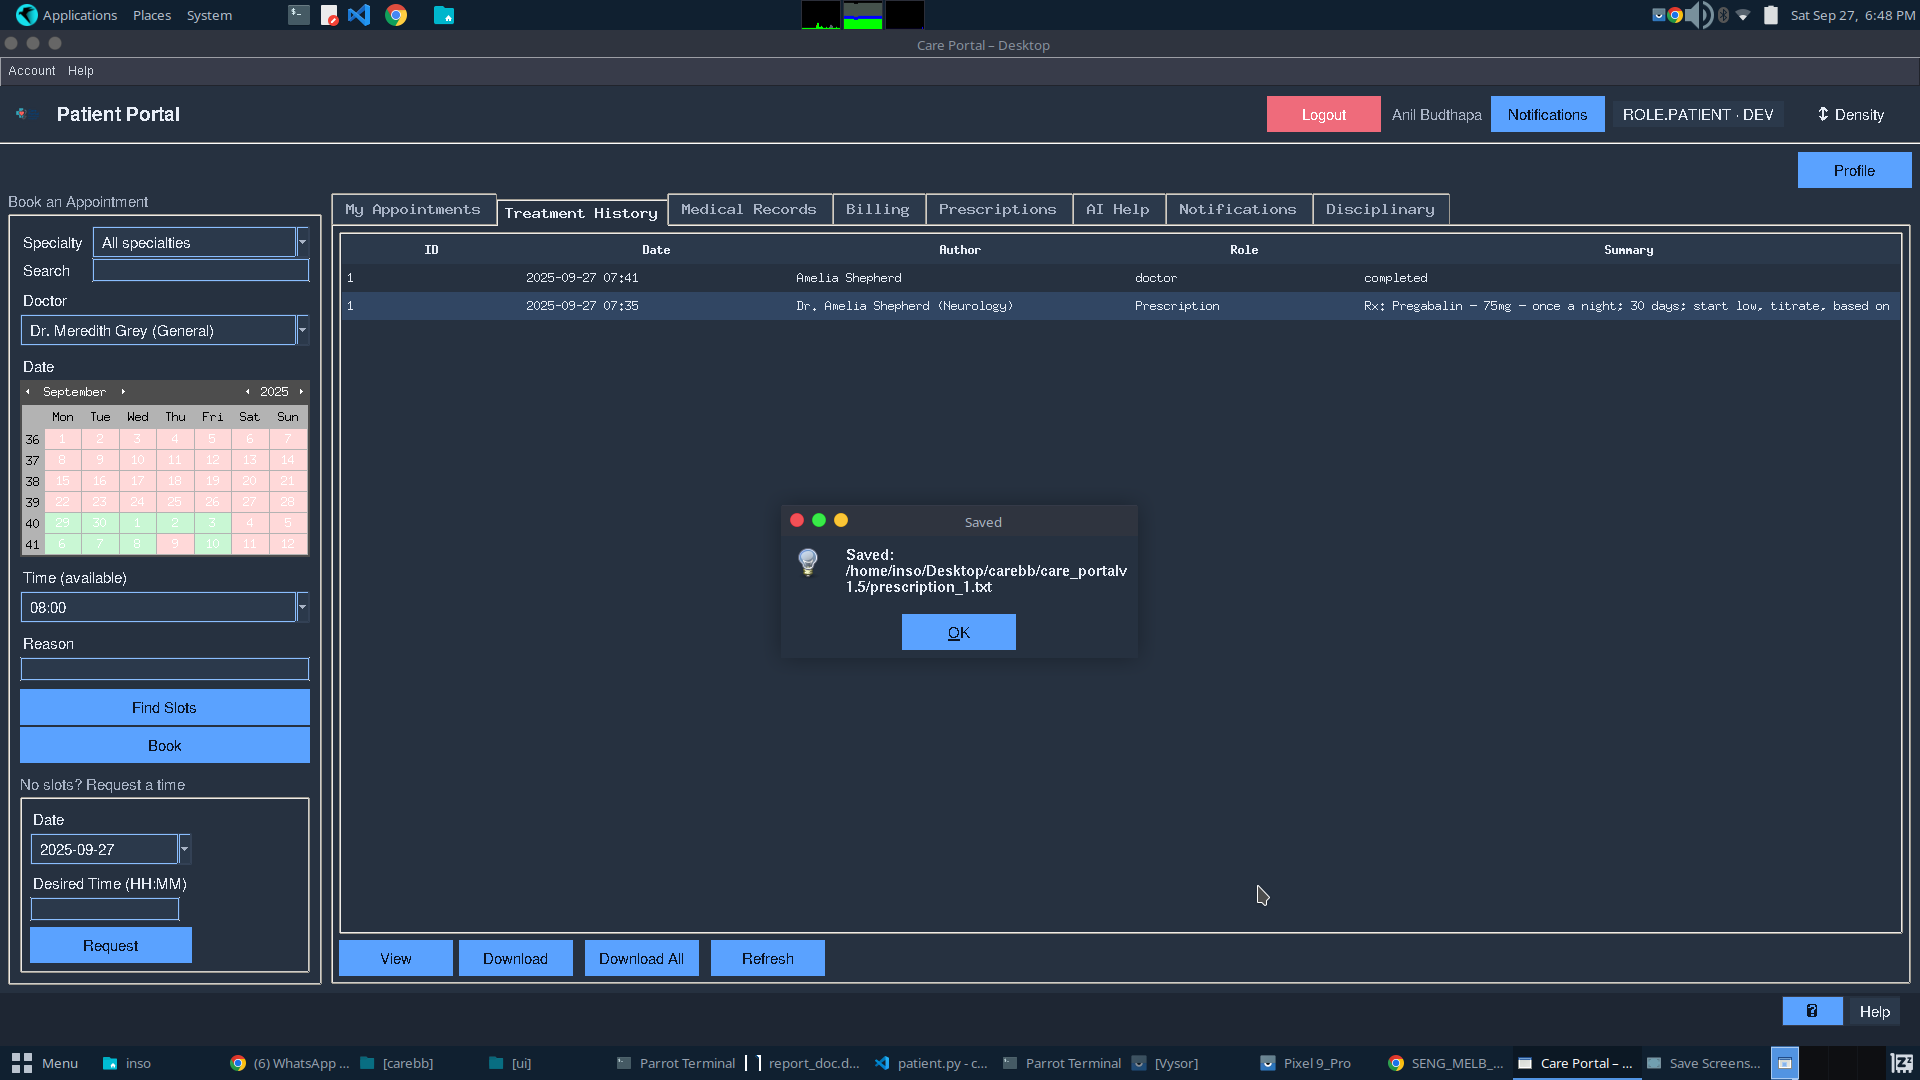 Applications Places System
Sat Sep 27, 6:48 PM
Care Portal – Desktop
Account Help
Patient Portal
Logout
Anil Budthapa
Notifications
ROLE.PATIENT · DEV
Density
Profile
Book an Appointment
Specialty All specialties
Search
Doctor
Dr. Meredith Grey (General)
Date
September 2025
Mon Tue Wed Thu Fri Sat Sun
36 1 2 3 4 5 6 7
37 8 9 10 11 12 13 14
38 15 16 17 18 19 20 21
39 22 23 24 25 26 27 28
40 29 30 1 2 3 4 5
41 6 7 8 9 10 11 12
Time (available)
08:00
Reason
Find Slots
Book
No slots? Request a time
Date
2025-09-27
Desired Time (HH:MM)
Request
My Appointments Treatment History Medical Records Billing Prescriptions AI Help Notifications Disciplinary
ID Date Author Role Summary
1 2025-09-27 07:41 Amelia Shepherd doctor completed
1 2025-09-27 07:35 Dr. Amelia Shepherd (Neurology) Prescription Rx: Pregabalin — 75mg — once a night; 30 days; start low, titrate, based on
Saved
Saved:
/home/inso/Desktop/carebb/care_portalv
1.5/prescription_1.txt
OK
View Download Download All Refresh
? Help
Menu inso (6) WhatsApp ... [carebb] [ui] Parrot Terminal report_doc.d... patient.py - c... Parrot Terminal [Vysor] Pixel 9_Pro SENG_MELB_... Care Portal – ... Save Screens...